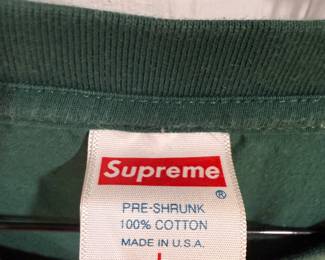 Supreme
®
PRE-SHRUNK
100% COTTON
MADE IN U.S.A.